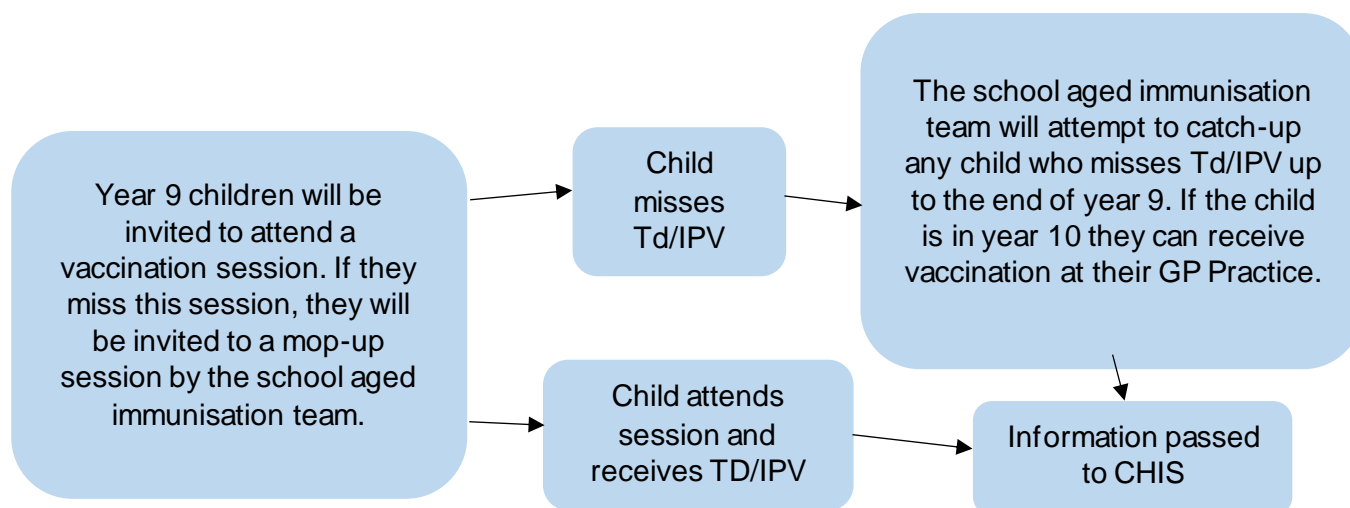 Year 9 children will be
invited to attend a
vaccination session. If they
miss this session, they will
be invited to a mop-up
session by the school aged
immunisation team.
Child
misses
Td/IPV
The school aged immunisation
team will attempt to catch-up
any child who misses Td/IPV up
to the end of year 9. If the child
is in year 10 they can receive
vaccination at their GP Practice.
Child attends
session and
receives TD/IPV
Information passed
to CHIS